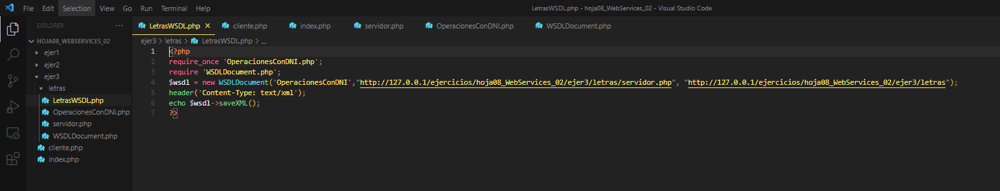 File Edit Selection View Go Run Terminal Help LetrasWSDL.php - hoja08_WebServices_02 - Visual Studio Code
EXPLORER ···
HOJA08_WEBSERVICES_02
ejer1
ejer2
ejer3
letras
LetrasWSDL.php
OperacionesConDNI.php
servidor.php
WSDLDocument.php
cliente.php
index.php
LetrasWSDL.php × cliente.php index.php servidor.php OperacionesConDNI.php WSDLDocument.php
ejer3 > letras > LetrasWSDL.php > ...
1 <?php
2 require_once 'OperacionesConDNI.php';
3 require 'WSDLDocument.php';
4 $wsdl = new WSDLDocument('OperacionesConDNI',"http://127.0.0.1/ejercicios/hoja08_WebServices_02/ejer3/letras/servidor.php", "http://127.0.0.1/ejercicios/hoja08_WebServices_02/ejer3/letras");
5 header('Content-Type: text/xml');
6 echo $wsdl->saveXML();
7 ?>